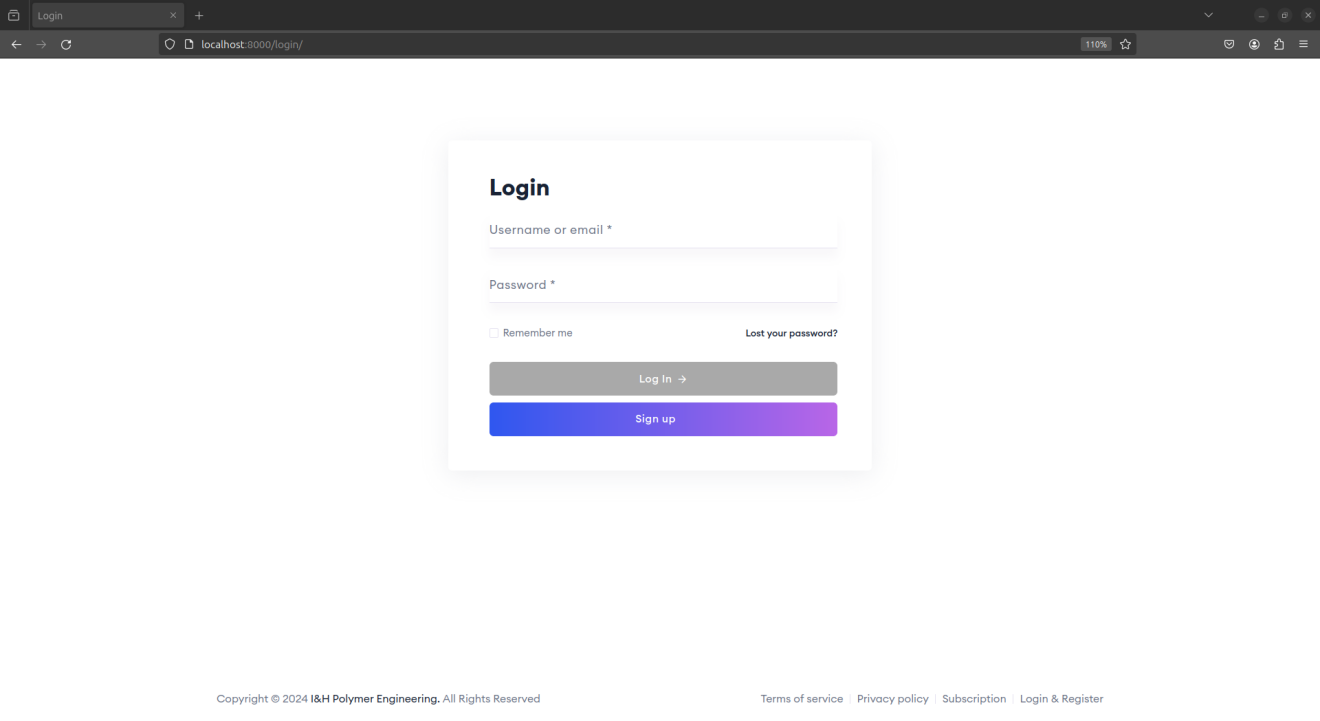 Login
localhost:8000/login/
110%
Login
Username or email *
Password *
Remember me
Lost your password?
Log In →
Sign up
Copyright © 2024 I&H Polymer Engineering. All Rights Reserved
Terms of service
Privacy policy
Subscription
Login & Register